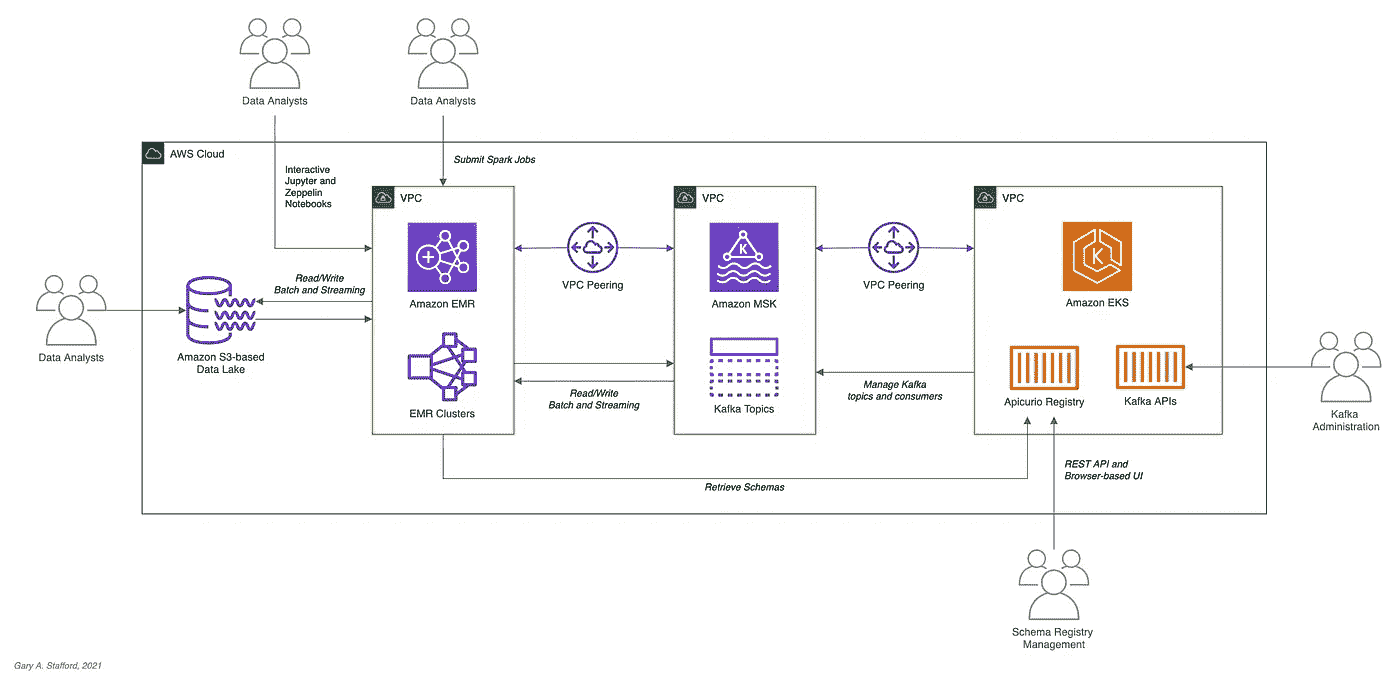 Data Analysts
Data Analysts
AWS Cloud
Submit Spark Jobs
Interactive
Jupyter and
Zeppelin
Notebooks
VPC
VPC
VPC
K
K
Read/Write
Batch and Streaming
VPC Peering
VPC Peering
Amazon EMR
Amazon MSK
Amazon EKS
Data Analysts
Amazon S3-based
Data Lake
EMR Clusters
Read/Write
Batch and Streaming
Kafka Topics
Manage Kafka
topics and consumers
Apicurio Registry
Kafka APIs
Kafka
Administration
REST API and
Browser-based UI
Retrieve Schemas
Schema Registry
Management
Gary A. Stafford, 2021